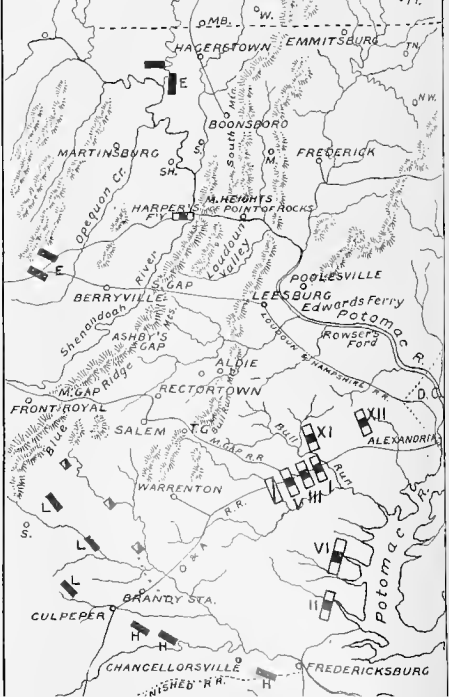 W.
MB.
HAGERSTOWN
EMMITSBURG
TN.
E
N.W.
BOONSBORO
South Mtn.
MARTINSBURG
S.
M.
FREDERICK
SH.
Opequon Cr.
M. HEIGHTS
HARPER'S
F'Y
POINT OF ROCKS
Loudoun
Valley
E
River
GAP
POOLESVILLE
BERRYVILLE
LEESBURG
Edwards Ferry
Shenandoah
Mts.
Potomac R.
ASHBY'S
GAP
Rowser's
Ford
LOUDOUN & HAMPSHIRE R.R.
ALDIE
Ridge
RECTORTOWN
M. GAP
D.C.
FRONT ROYAL
Blue
SALEM
T.G.
Bull
XI
XII
M. GAP R.R.
ALEXANDRIA
Run
WARRENTON
V
III
I
L
R.R.
R.
S.
L
O & A
VI
Potomac
L
BRANDY STA.
II
CULPEPER
H
H
CHANCELLORSVILLE
H
FREDERICKSBURG
NISHED R.R.